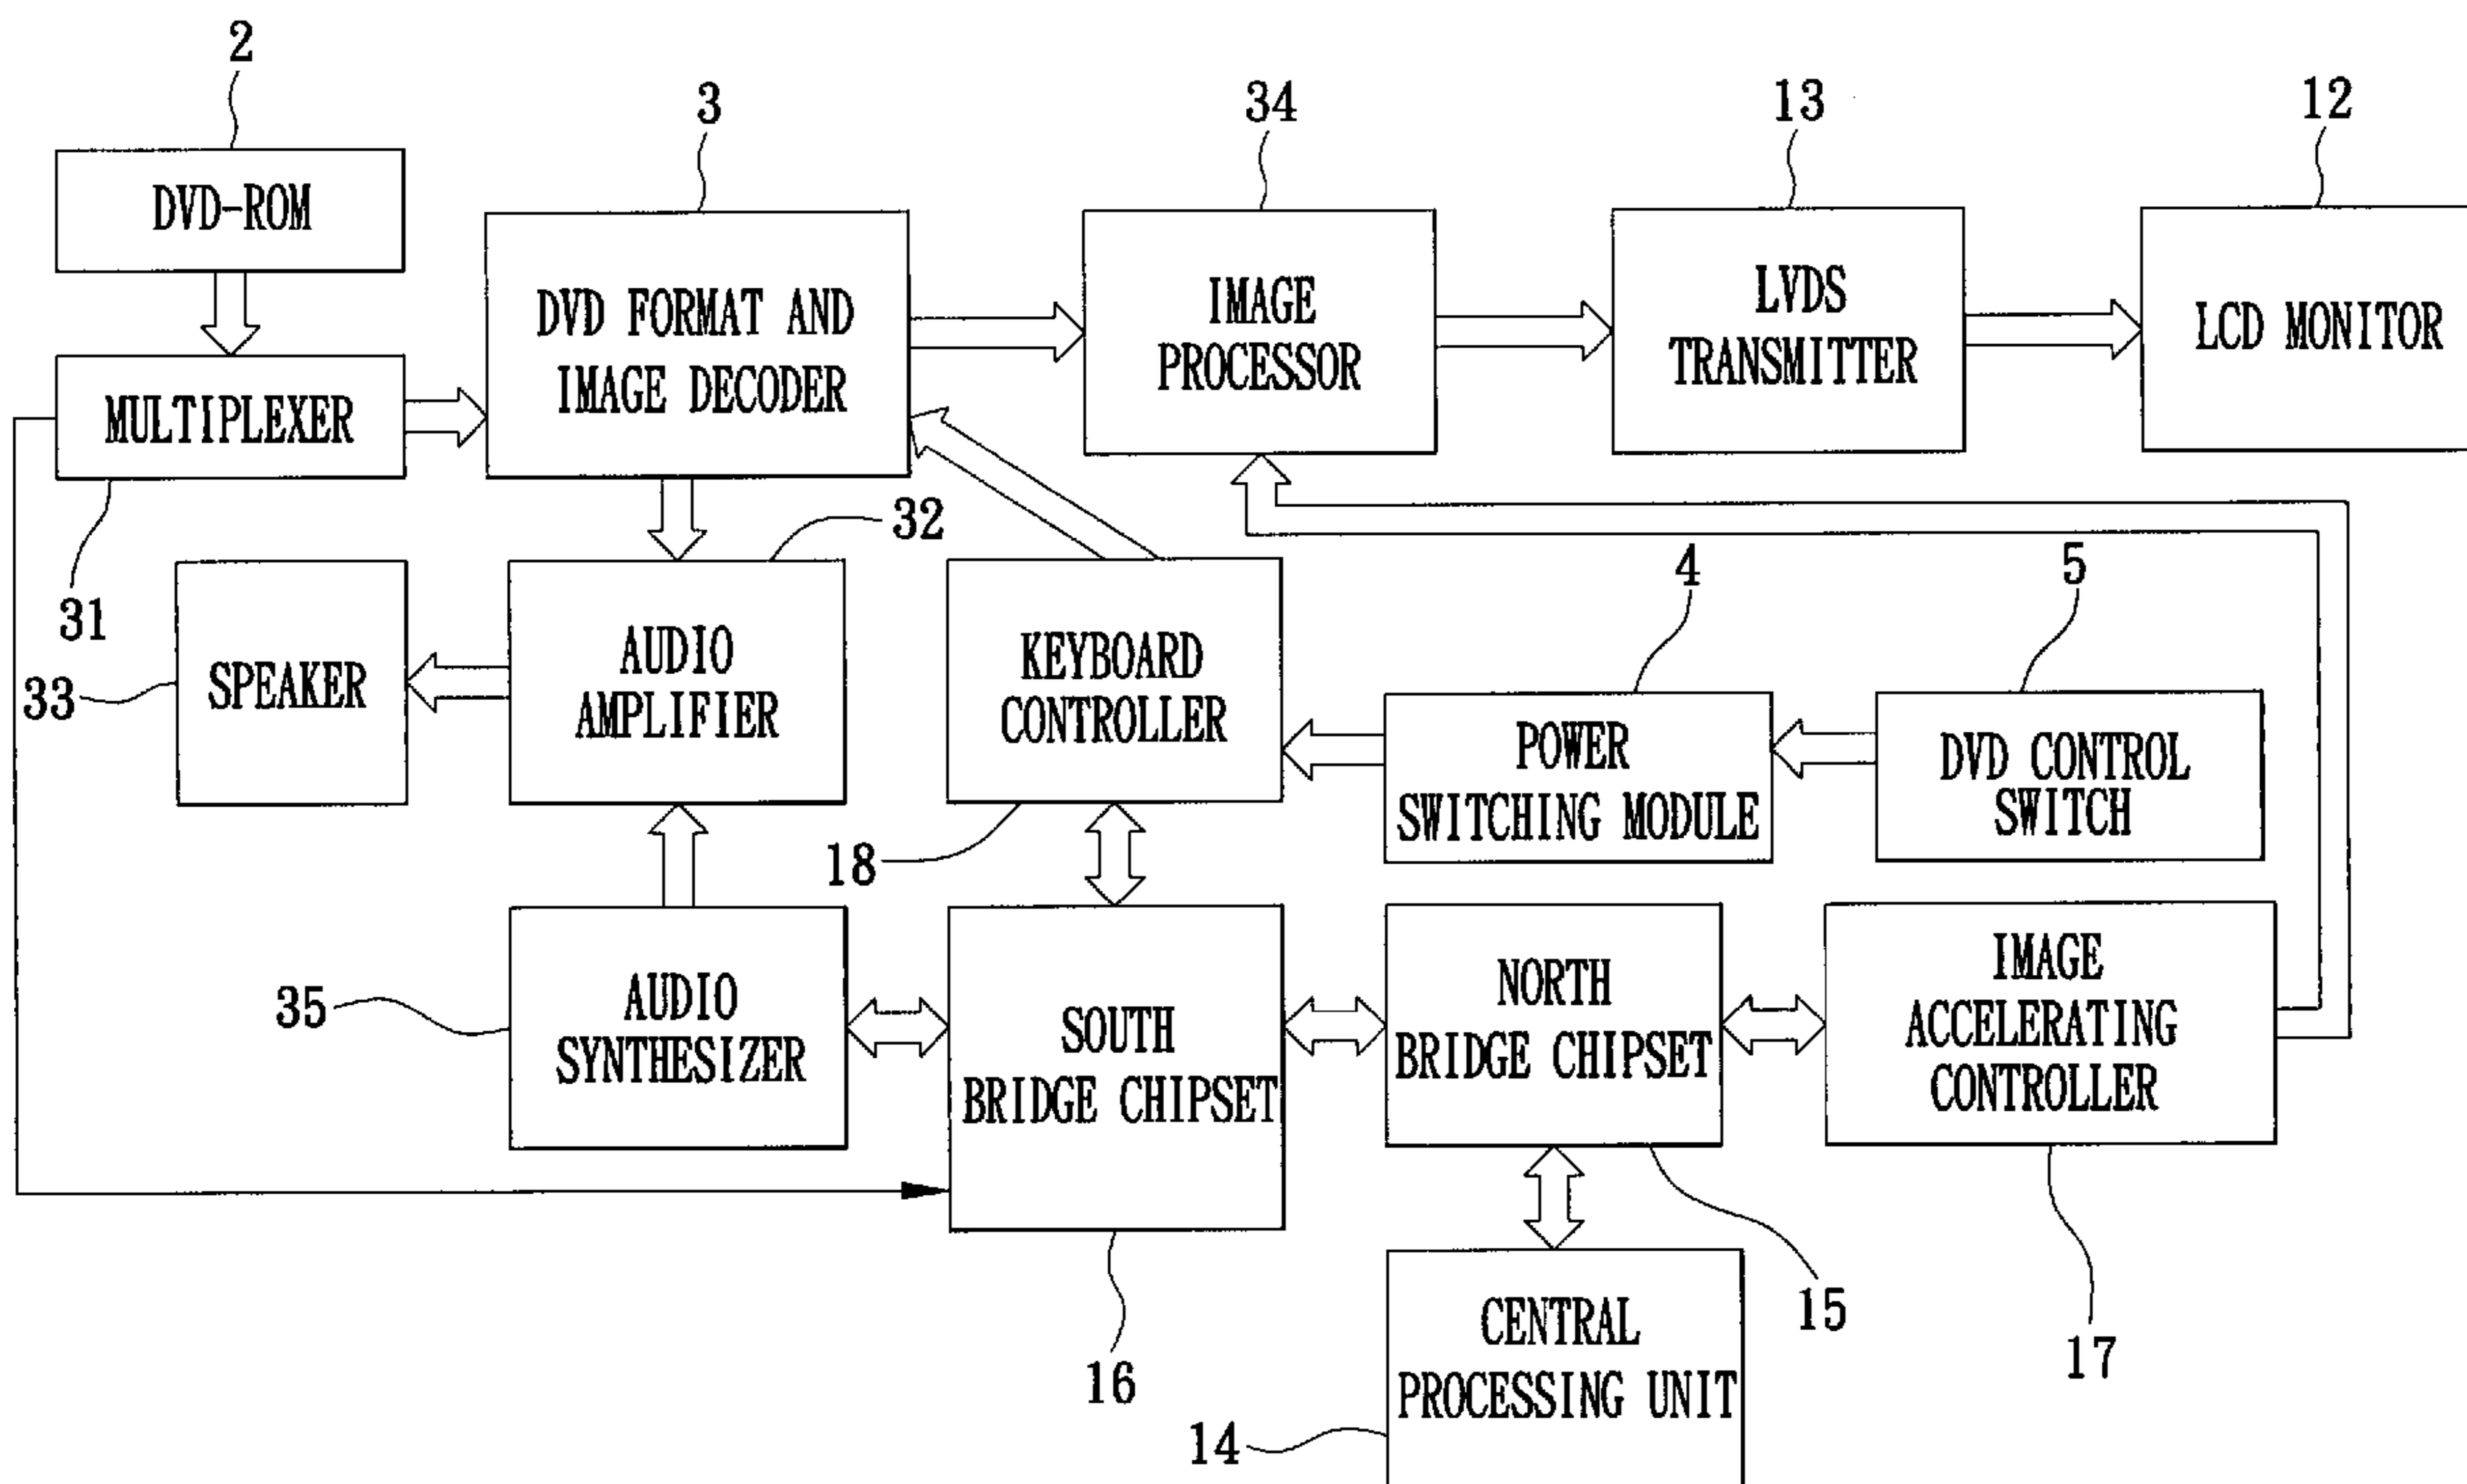 2
3
34
13
12
DVD-ROM
DVD FORMAT AND
IMAGE DECODER
IMAGE
PROCESSOR
LVDS
TRANSMITTER
LCD MONITOR
MULTIPLEXER
31
32
4
5
33
SPEAKER
AUDIO
AMPLIFIER
KEYBOARD
CONTROLLER
POWER
SWITCHING MODULE
DVD CONTROL
SWITCH
18
35
AUDIO
SYNTHESIZER
SOUTH
BRIDGE CHIPSET
NORTH
BRIDGE CHIPSET
IMAGE
ACCELERATING
CONTROLLER
16
15
17
CENTRAL
PROCESSING UNIT
14